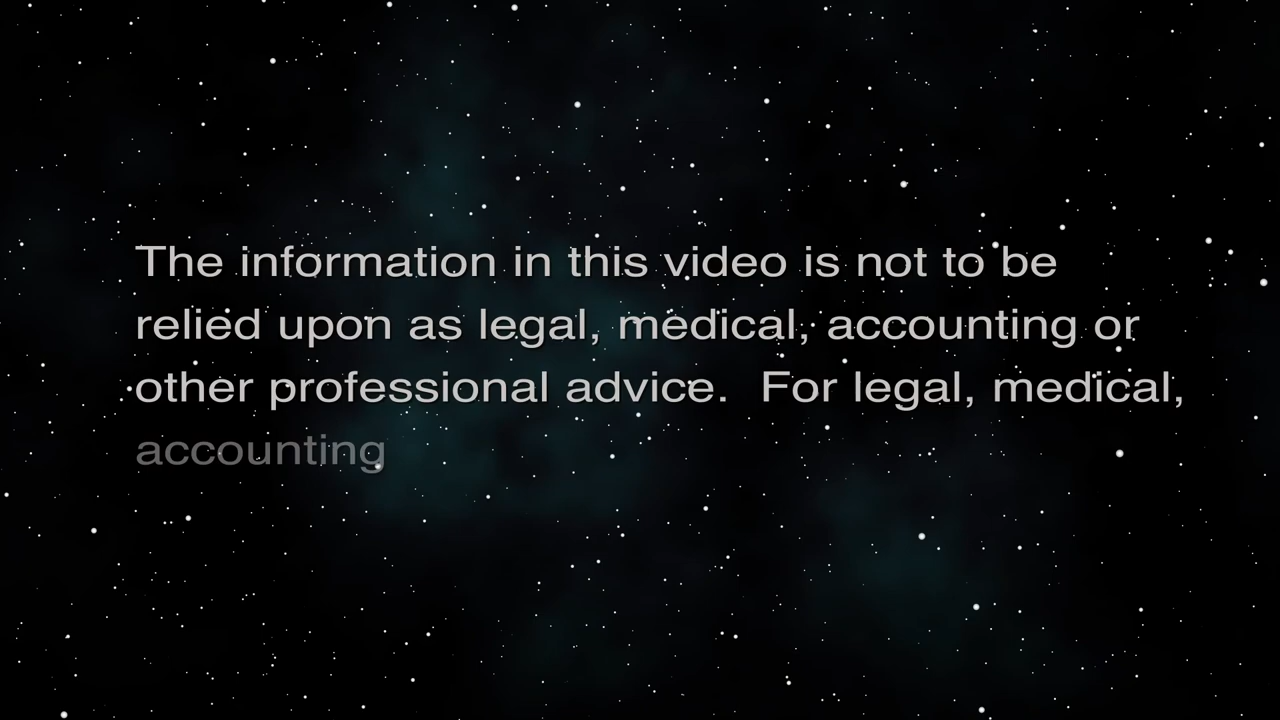 The information in this video is not to be
relied upon as legal, medical, accounting or
other professional advice.  For legal, medical,
accounting